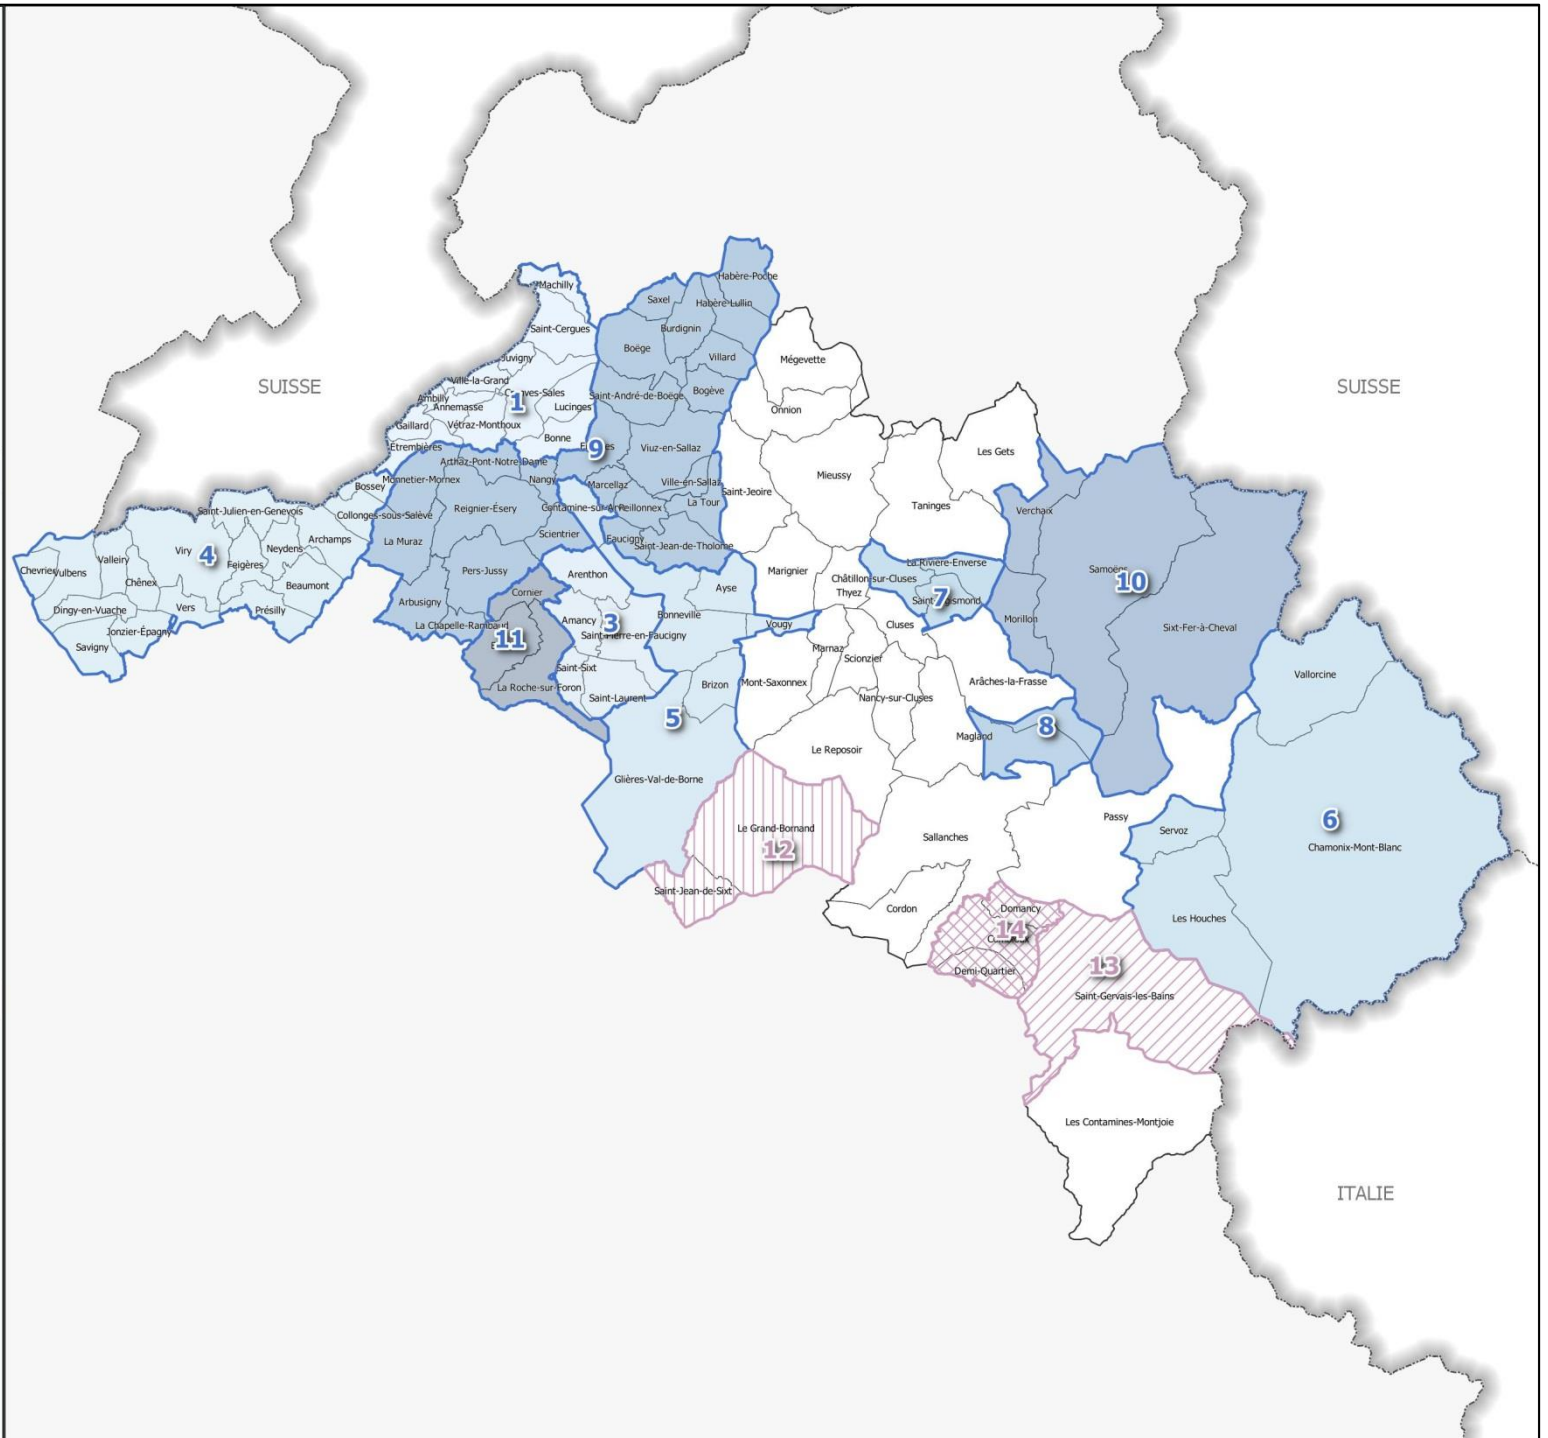 Habère-Poche
Machilly
Saxel
Habère-Lullin
Saint-Cergues
Burdignin
Boëge
Juvigny
Villard
Mégevette
SUISSE
SUISSE
Ville-la-Grand
Bogève
Saint-André-de-Boëge
Ambilly
Annemasse
1
Lucinges
Onnion
Gaillard
Vétraz-Monthoux
Bonne
Étrembières
9
Viuz-en-Sallaz
Les Gets
Arthaz-Pont-Notre-Dame
Mieussy
Monnetier-Mornex
Nangy
Bossey
Marcellaz
Ville-en-Sallaz
Saint-Jeoire
La Tour
Reignier-Ésery
Contamine-sur-Arve
Peillonnex
Taninges
Saint-Julien-en-Genevois
Collonges-sous-Salève
Verchaix
Scientrier
Faucigny
Archamps
La Muraz
Saint-Jean-de-Tholome
Viry
4
Neydens
Valleiry
Feigères
La Rivière-Enverse
Chevrier
Vulbens
Pers-Jussy
Marignier
Samoëns
Arenthon
Châtillon-sur-Cluses
Chênex
10
Beaumont
Ayse
Cornier
Thyez
7
Arbusigny
Dingy-en-Vuache
Vers
Présilly
Bonneville
Amancy
3
Morillon
La Chapelle-Rambaud
Vougy
Cluses
Sixt-Fer-à-Cheval
Jonzier-Épagny
Saint-Pierre-en-Faucigny
11
Savigny
Marnaz
Scionzier
Saint-Sixt
Vallorcine
La Roche-sur-Foron
Brizon
Mont-Saxonnex
Arâches-la-Frasse
Saint-Laurent
Nancy-sur-Cluses
5
8
Magland
Le Reposoir
Glières-Val-de-Borne
Passy
6
Le Grand-Bornand
Servoz
Sallanches
12
Chamonix-Mont-Blanc
Saint-Jean-de-Sixt
Cordon
Domancy
Les Houches
14
13
Demi-Quartier
Saint-Gervais-les-Bains
Les Contamines-Montjoie
ITALIE